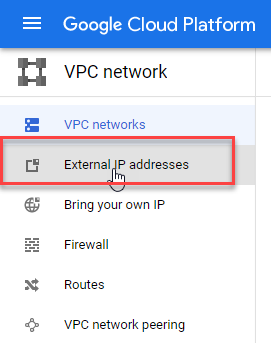 Google Cloud Platform
VPC network
VPC networks
External IP addresses
Bring your own IP
Firewall
Routes
VPC network peering